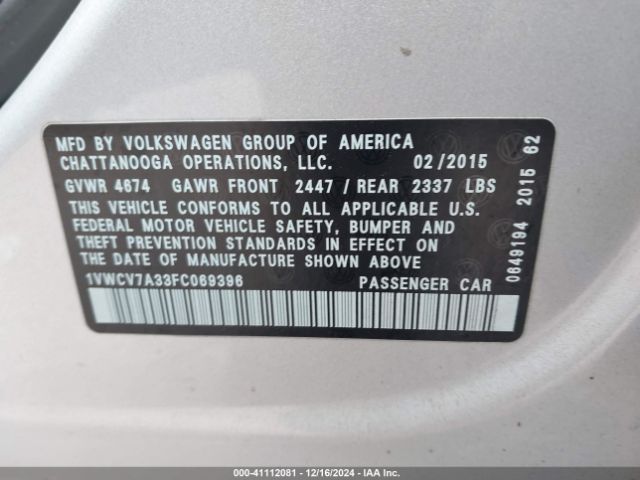 MFD BY VOLKSWAGEN GROUP OF AMERICA
CHATTANOOGA OPERATIONS, LLC. 02/2015
GVWR 4674 GAWR FRONT 2447 / REAR 2337 LBS
THIS VEHICLE CONFORMS TO ALL APPLICABLE U.S.
FEDERAL MOTOR VEHICLE SAFETY, BUMPER AND
THEFT PREVENTION STANDARDS IN EFFECT ON
THE DATE OF MANUFACTURE SHOWN ABOVE
1VWCV7A33FC069396 PASSENGER CAR
0649194 2015 62
000-41112081 - 12/16/2024 - IAA Inc.